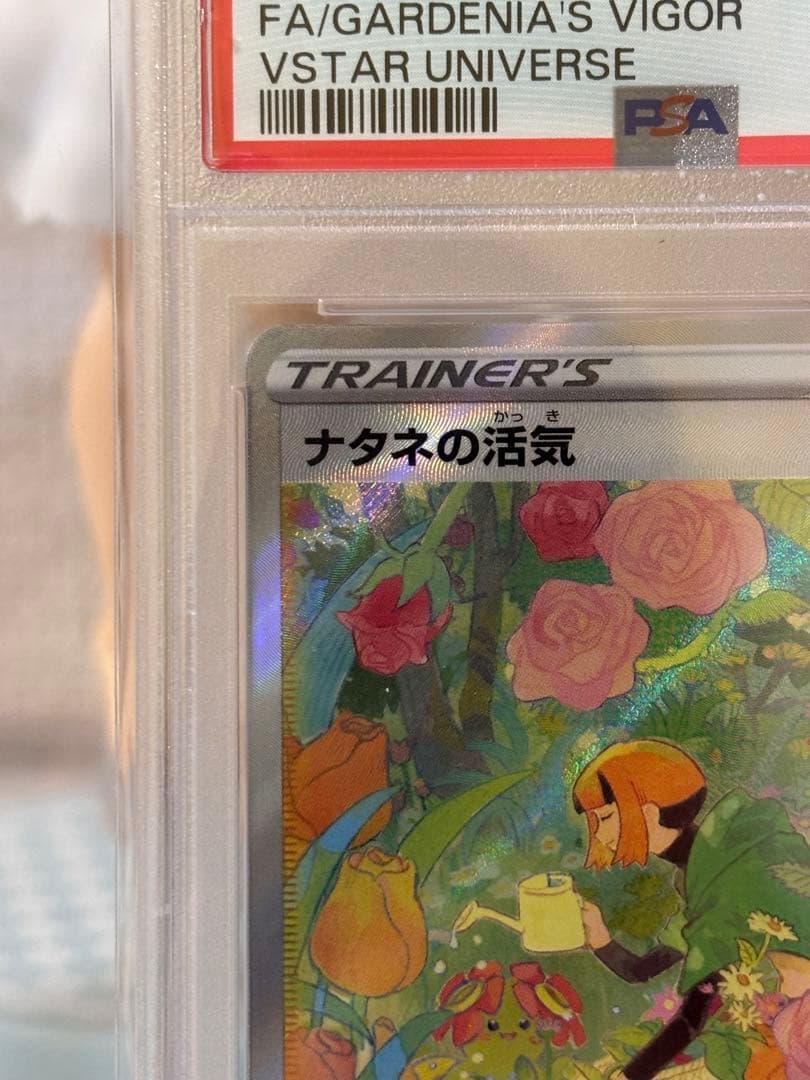 FA/GARDENIA'S VIGOR
VSTAR UNIVERSE
PSA
TRAINER'S
かっき
ナタネの活気